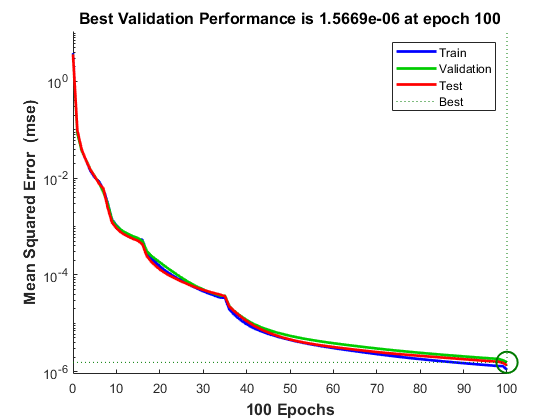 Best Validation Performance is 1.5669e-06 at epoch 100
Train
Validation
Test
Best
Mean Squared Error  (mse)
10^0
10^-2
10^-4
10^-6
0 10 20 30 40 50 60 70 80 90 100
100 Epochs